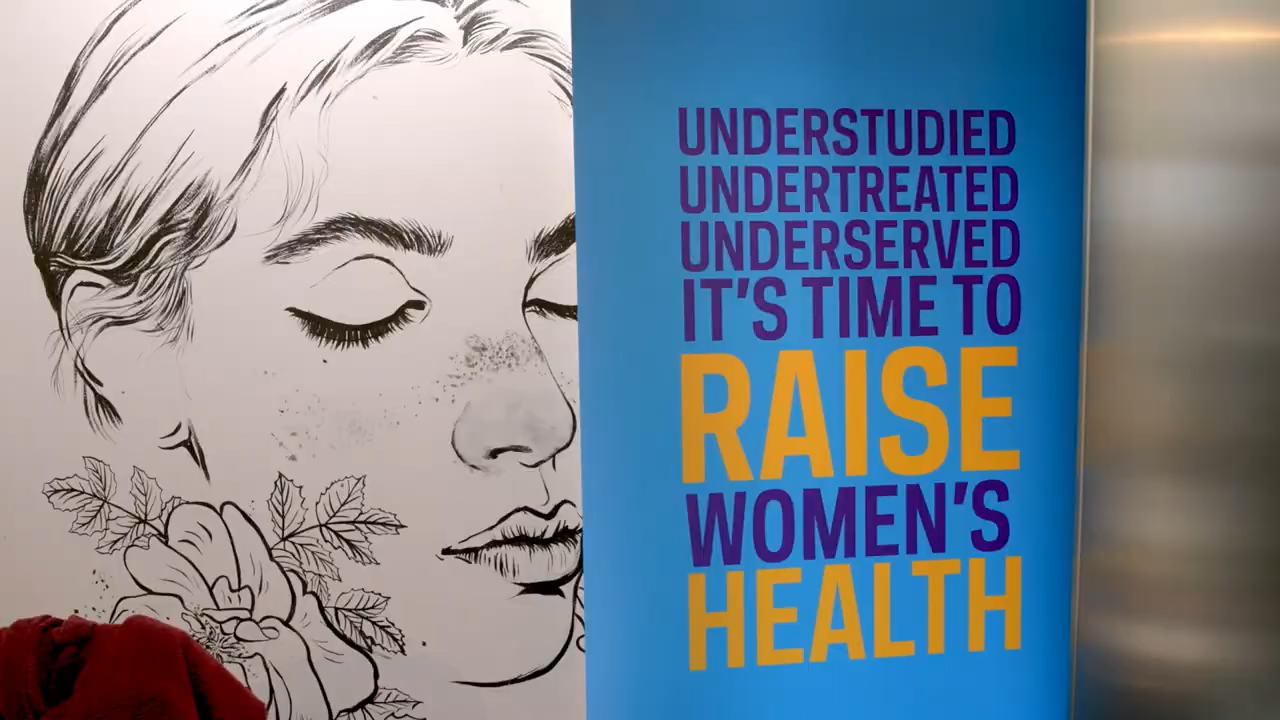 UNDERSTUDIED
UNDERTREATED
UNDERSERVED
IT'S TIME TO
RAISE
WOMEN'S
HEALTH